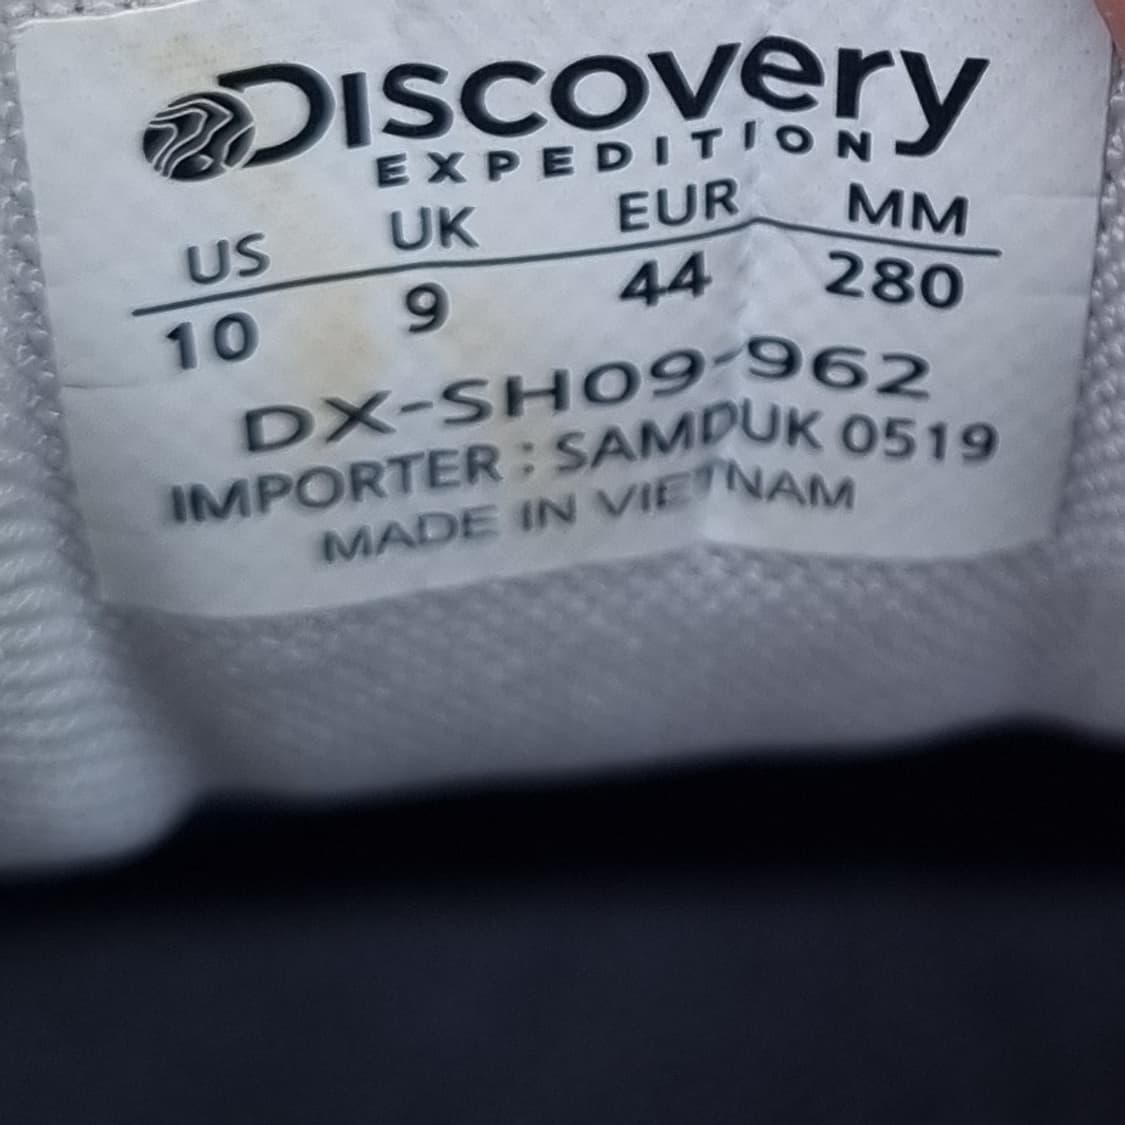 Discovery
EXPEDITION
US UK EUR MM
10 9 44 280
DX-SH09-962
IMPORTER : SAMDUK 0519
MADE IN VIETNAM